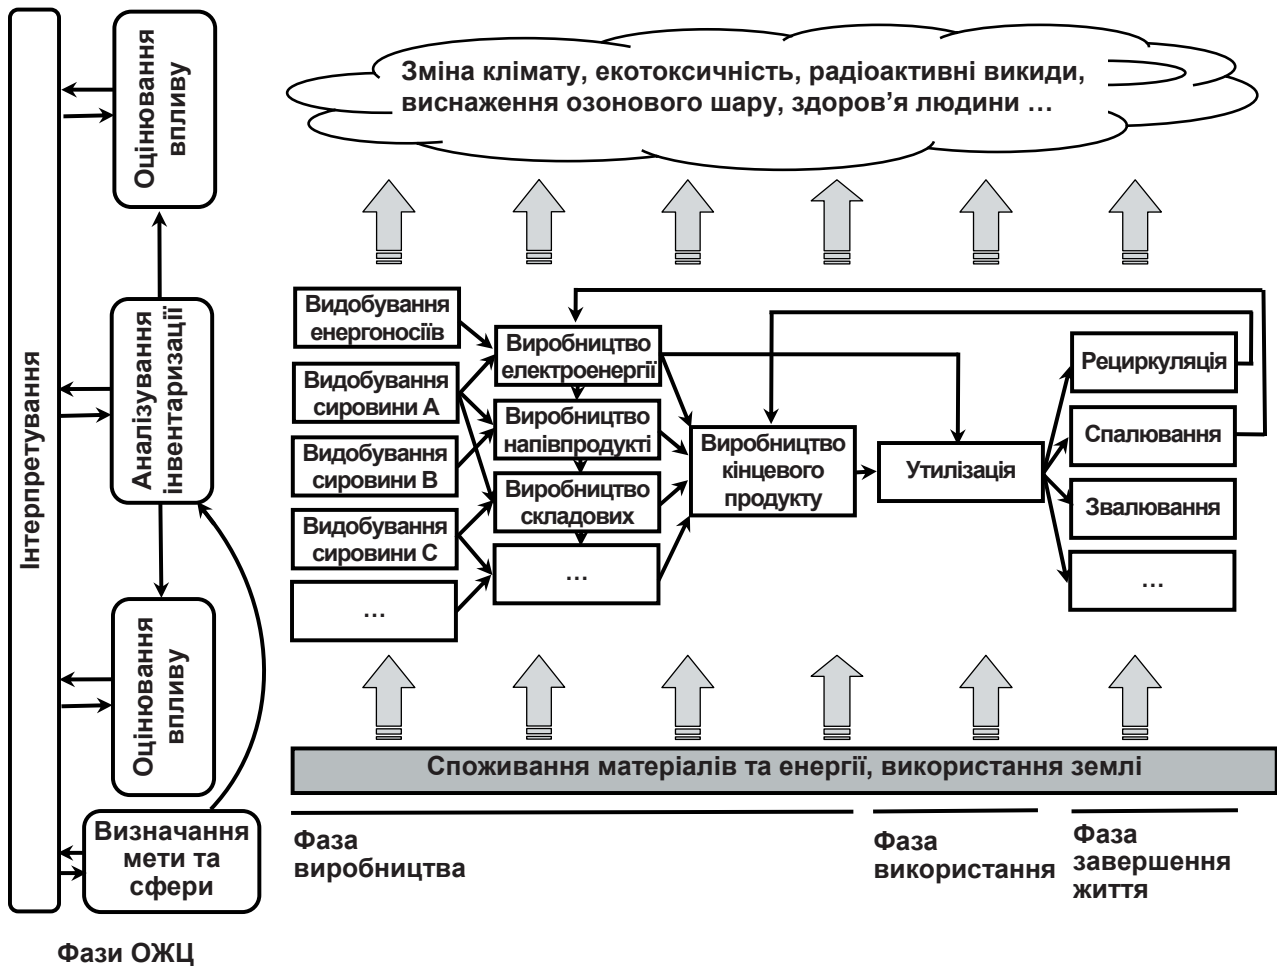 Інтерпретування
Оцінювання
впливу
Аналізування
інвентаризації
Оцінювання
впливу
Визначання
мети та
сфери
Фази ОЖЦ
Зміна клімату, екотоксичність, радіоактивні викиди,
виснаження озонового шару, здоров’я людини …
Видобування
енергоносіїв
Видобування
сировини А
Видобування
сировини В
Видобування
сировини С
…
Виробництво
електроенергії
Виробництво
напівпродукті
Виробництво
складових
…
Виробництво
кінцевого
продукту
Утилізація
Рециркуляція
Спалювання
Звалювання
…
Споживання матеріалів та енергії, використання землі
Фаза
виробництва
Фаза
використання
Фаза
завершення
життя